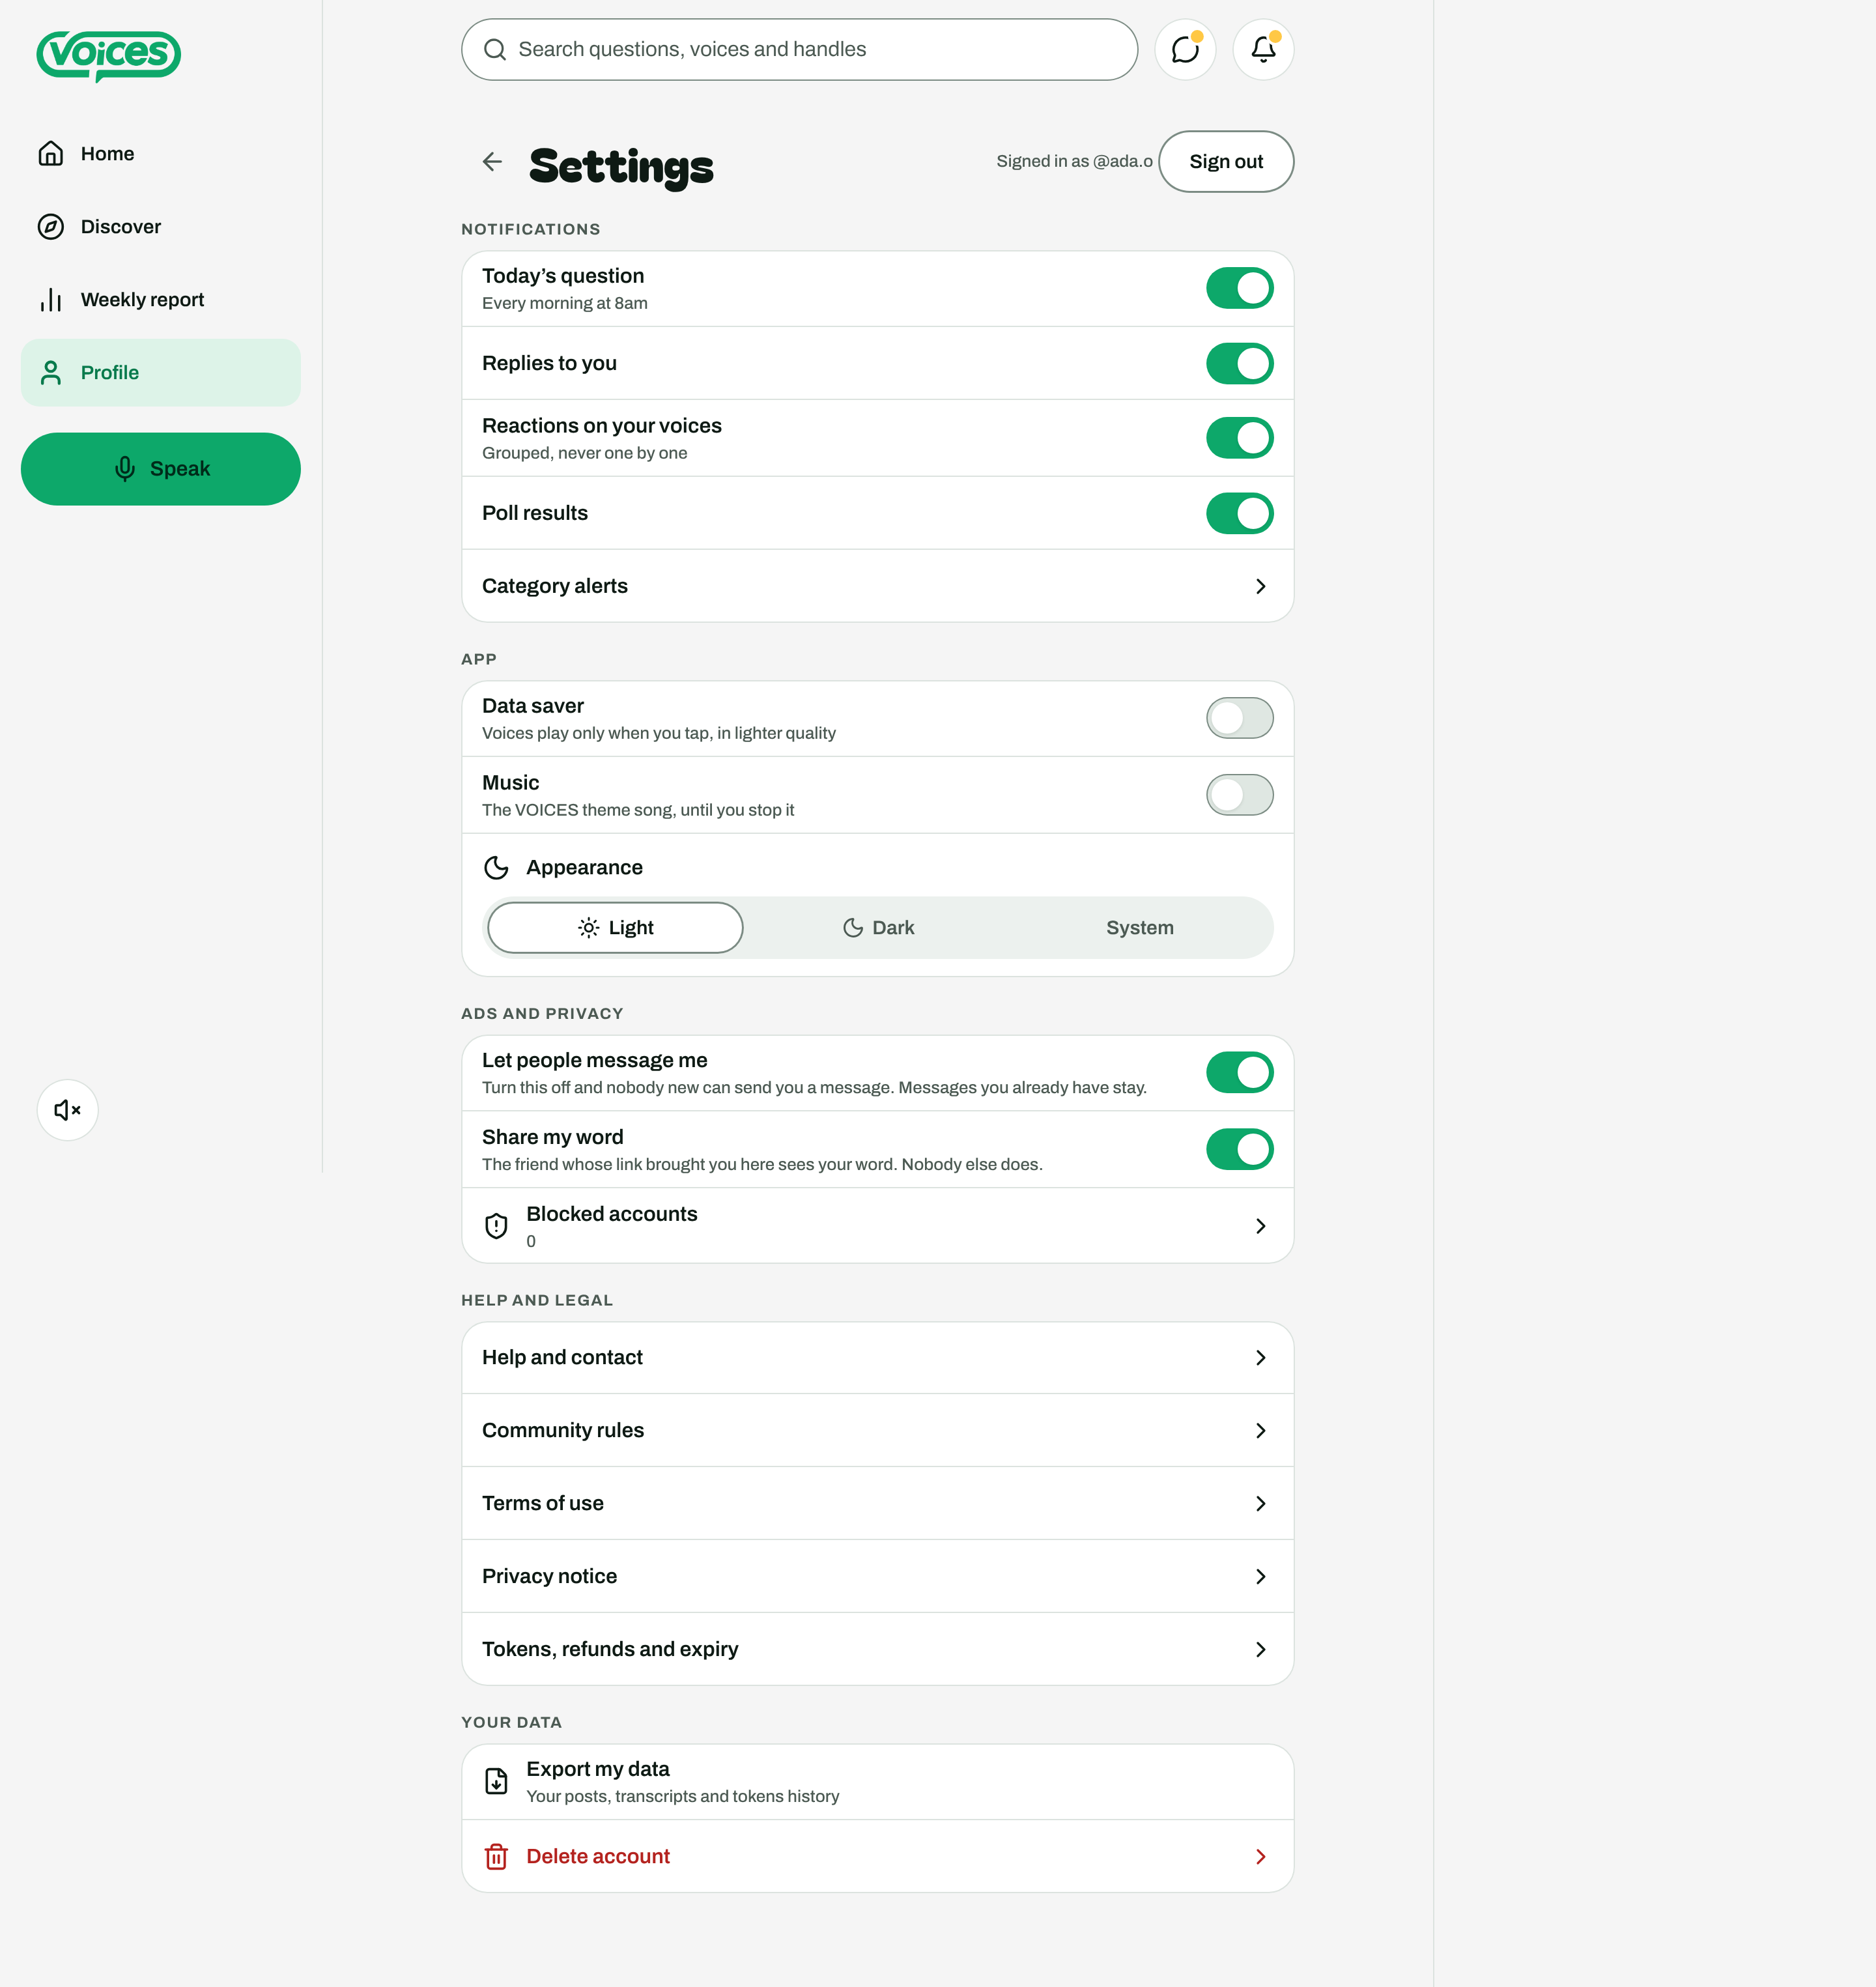 voices
Search questions, voices and handles
Home
Discover
Weekly report
Profile
Speak
Settings
Signed in as @ada.o
Sign out
NOTIFICATIONS
Today’s question
Every morning at 8am
Replies to you
Reactions on your voices
Grouped, never one by one
Poll results
Category alerts
APP
Data saver
Voices play only when you tap, in lighter quality
Music
The VOICES theme song, until you stop it
Appearance
Light
Dark
System
ADS AND PRIVACY
Let people message me
Turn this off and nobody new can send you a message. Messages you already have stay.
Share my word
The friend whose link brought you here sees your word. Nobody else does.
Blocked accounts
0
HELP AND LEGAL
Help and contact
Community rules
Terms of use
Privacy notice
Tokens, refunds and expiry
YOUR DATA
Export my data
Your posts, transcripts and tokens history
Delete account